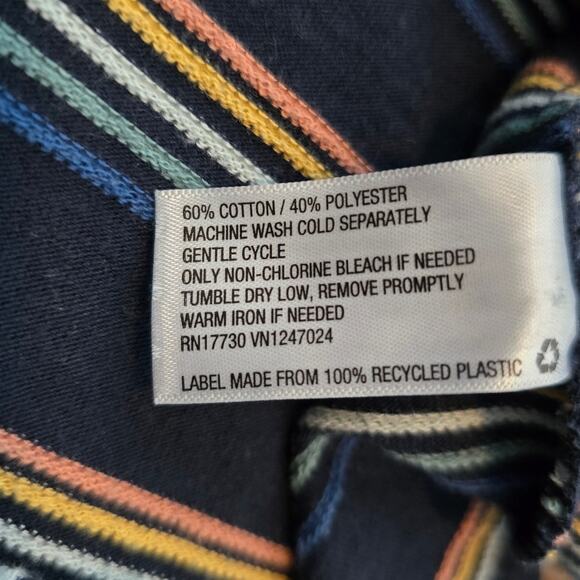 60% COTTON / 40% POLYESTER
MACHINE WASH COLD SEPARATELY
GENTLE CYCLE
ONLY NON-CHLORINE BLEACH IF NEEDED
TUMBLE DRY LOW, REMOVE PROMPTLY
WARM IRON IF NEEDED
RN17730 VN1247024
LABEL MADE FROM 100% RECYCLED PLASTIC